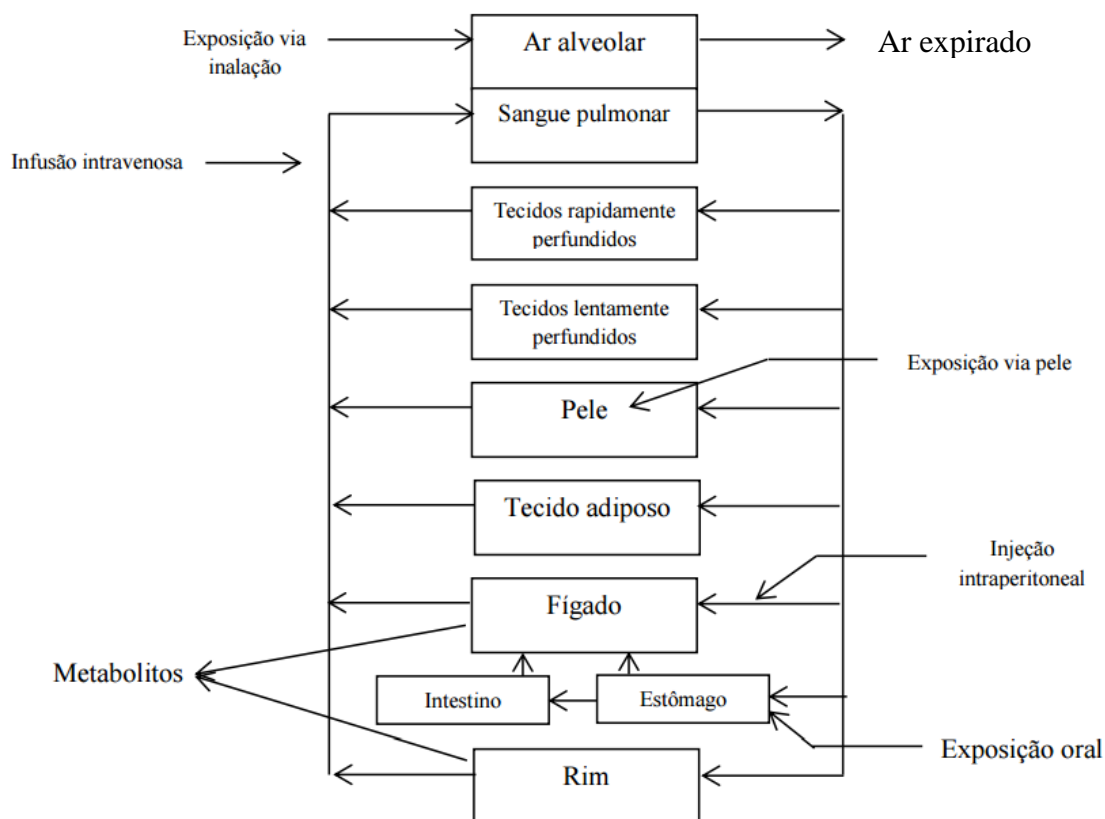 Exposição via
inalação
Ar alveolar
Ar expirado
Sangue pulmonar
Infusão intravenosa
Tecidos rapidamente
perfundidos
Tecidos lentamente
perfundidos
Exposição via pele
Pele
Tecido adiposo
Injeção
intraperitoneal
Fígado
Metabolitos
Intestino
Estômago
Exposição oral
Rim